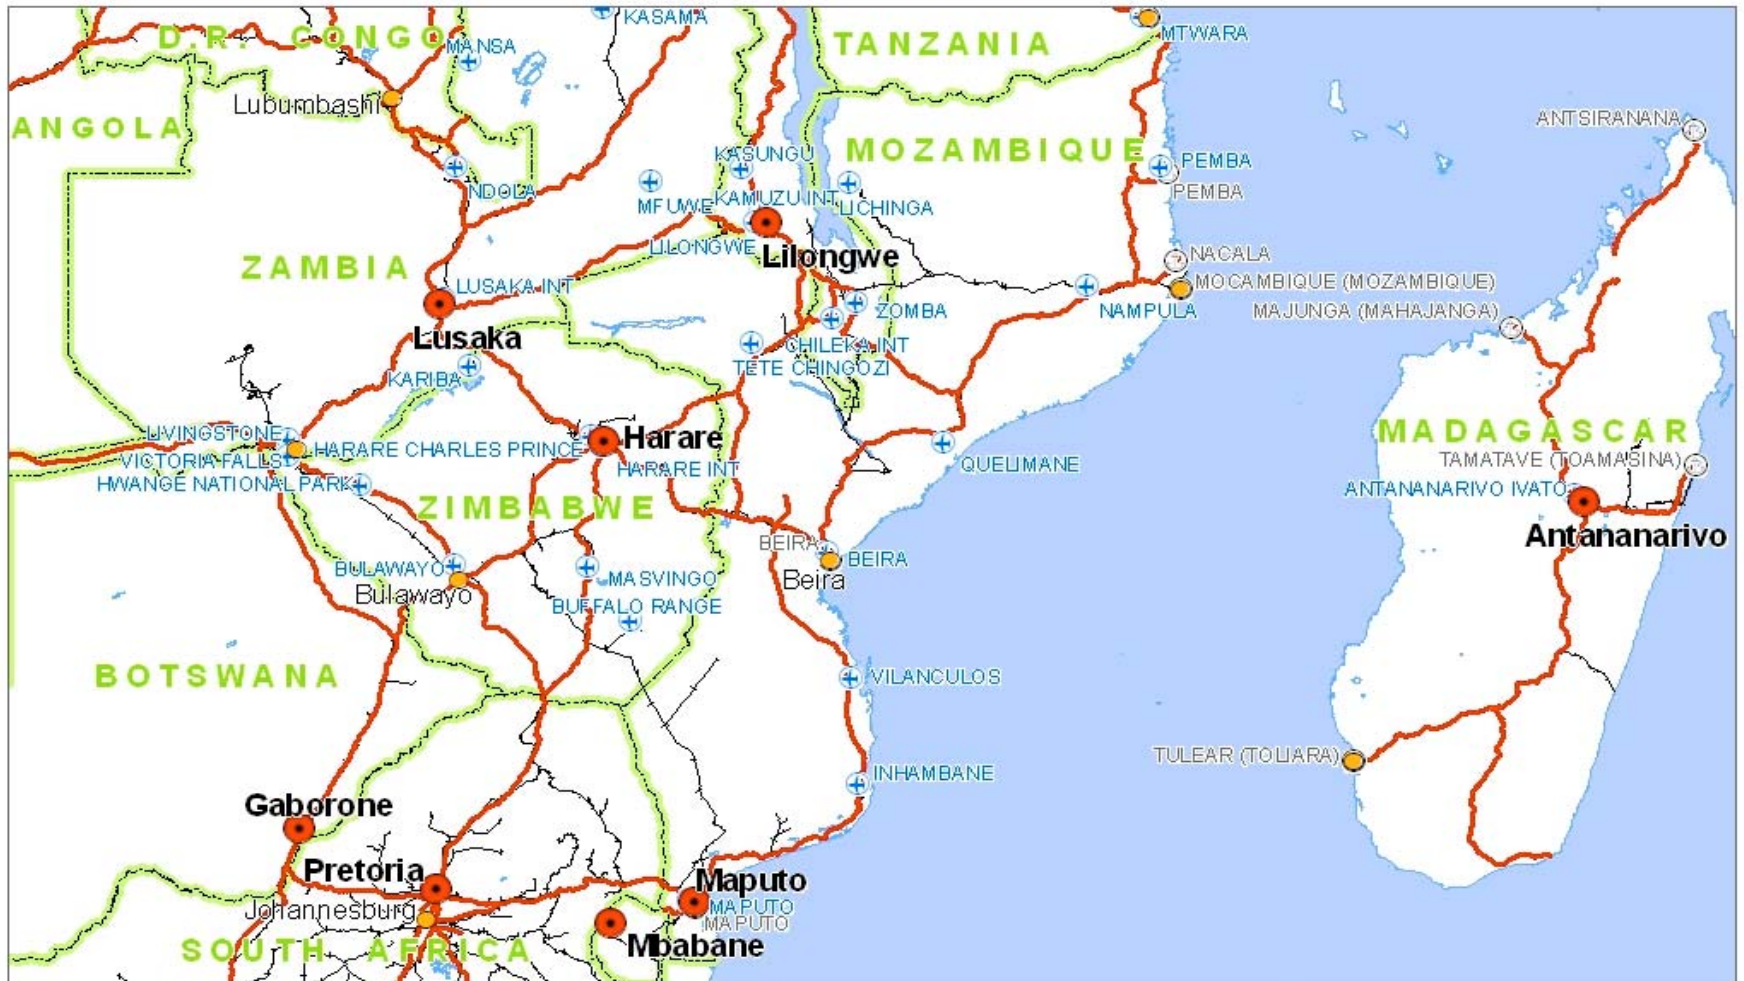 KASAMA
D.R. CONGO
TANZANIA
MTWARA
MANSA
Lubumbashi
ANGOLA
ANTSIRANANA
MOZAMBIQUE
KASUNGU
PEMBA
NDOLA
PEMBA
MFUWE
KAMUZU INT
LICHINGA
LILONGWE
Lilongwe
NACALA
ZAMBIA
MOCAMBIQUE (MOZAMBIQUE)
LUSAKA INT
ZOMBA
NAMPULA
MAJUNGA (MAHAJANGA)
Lusaka
CHILEKA INT
TETE CHINGOZI
KARIBA
LIVINGSTONE
Harare
MADAGASCAR
HARARE CHARLES PRINCE
VICTORIA FALLS
HARARE INT
QUELIMANE
TAMATAVE (TOAMASINA)
HWANGE NATIONAL PARK
ANTANANARIVO IVATO
ZIMBABWE
Antananarivo
BEIRA
BEIRA
BULAWAYO
MASVINGO
Beira
Bulawayo
BUFFALO RANGE
BOTSWANA
VILANCULOS
TULEAR (TOLIARA)
INHAMBANE
Gaborone
Pretoria
Maputo
MAPUTO
Johannesburg
MAPUTO
SOUTH AFRICA
Mbabane